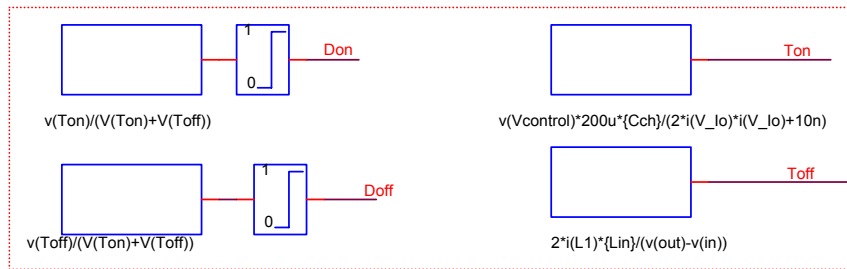 1
Don
0
Ton
v(Ton)/(V(Ton)+V(Toff))
v(Vcontrol)*200u*{Cch}/(2*i(V_Io)*i(V_Io)+10n)
1
Doff
0
Toff
v(Toff)/(V(Ton)+V(Toff))
2*i(L1)*{Lin}/(v(out)-v(in))